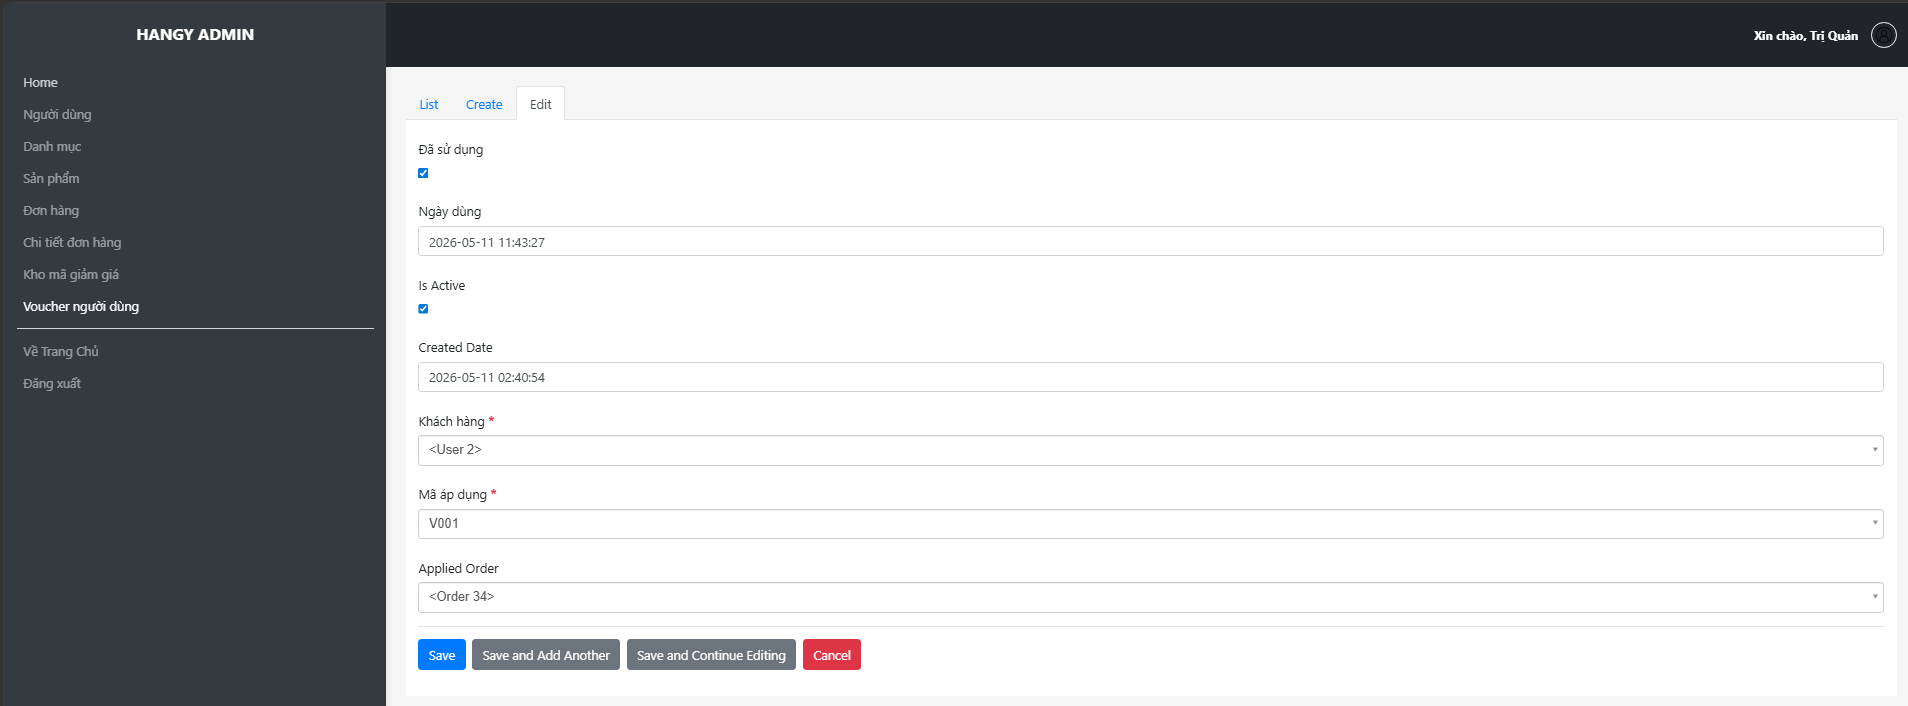 HANGY ADMIN
Xin chào, Trị Quản
Home
Người dùng
Danh mục
Sản phẩm
Đơn hàng
Chi tiết đơn hàng
Kho mã giảm giá
Voucher người dùng
Về Trang Chủ
Đăng xuất
List Create Edit
Đã sử dụng
Ngày dùng
2026-05-11 11:43:27
Is Active
Created Date
2026-05-11 02:40:54
Khách hàng *
<User 2>
Mã áp dụng *
V001
Applied Order
<Order 34>
Save Save and Add Another Save and Continue Editing Cancel